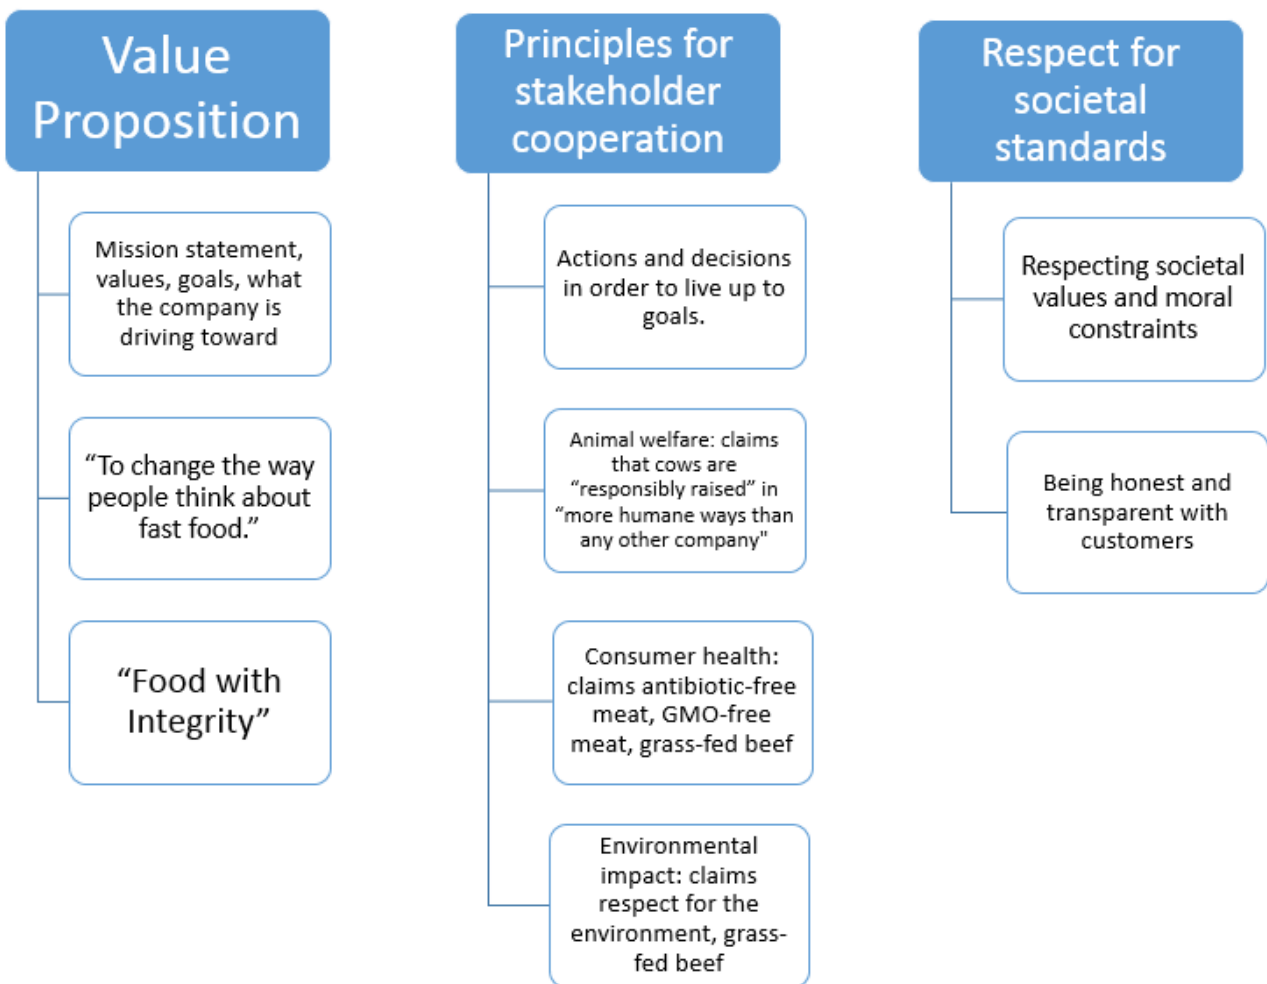 Value
Proposition
Mission statement,
values, goals, what
the company is
driving toward
“To change the way
people think about
fast food.”
“Food with
Integrity”
Principles for
stakeholder
cooperation
Actions and decisions
in order to live up to
goals.
Animal welfare: claims
that cows are
“responsibly raised” in
“more humane ways than
any other company"
Consumer health:
claims antibiotic-free
meat, GMO-free
meat, grass-fed beef
Environmental
impact: claims
respect for the
environment, grass-
fed beef
Respect for
societal
standards
Respecting societal
values and moral
constraints
Being honest and
transparent with
customers